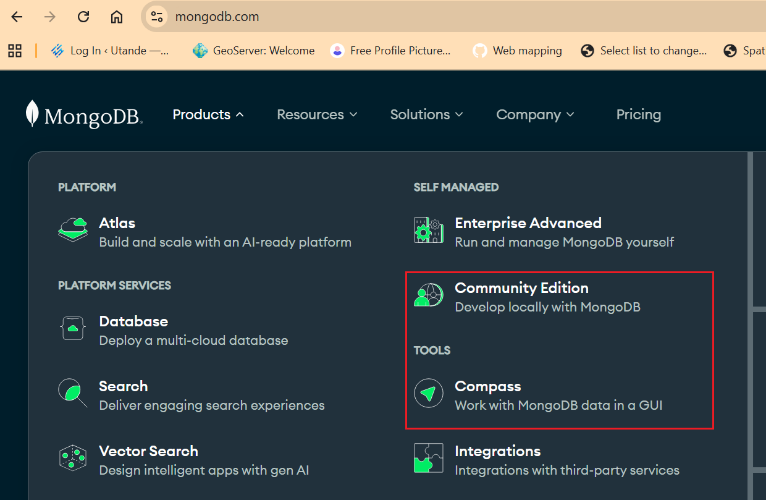 mongodb.com
Log In ‹ Utande —...
GeoServer: Welcome
Free Profile Picture...
Web mapping
Select list to change...
Spat
MongoDB.
Products
Resources
Solutions
Company
Pricing
PLATFORM
Atlas
Build and scale with an AI-ready platform
PLATFORM SERVICES
Database
Deploy a multi-cloud database
Search
Deliver engaging search experiences
Vector Search
Design intelligent apps with gen AI
SELF MANAGED
Enterprise Advanced
Run and manage MongoDB yourself
Community Edition
Develop locally with MongoDB
TOOLS
Compass
Work with MongoDB data in a GUI
Integrations
Integrations with third-party services